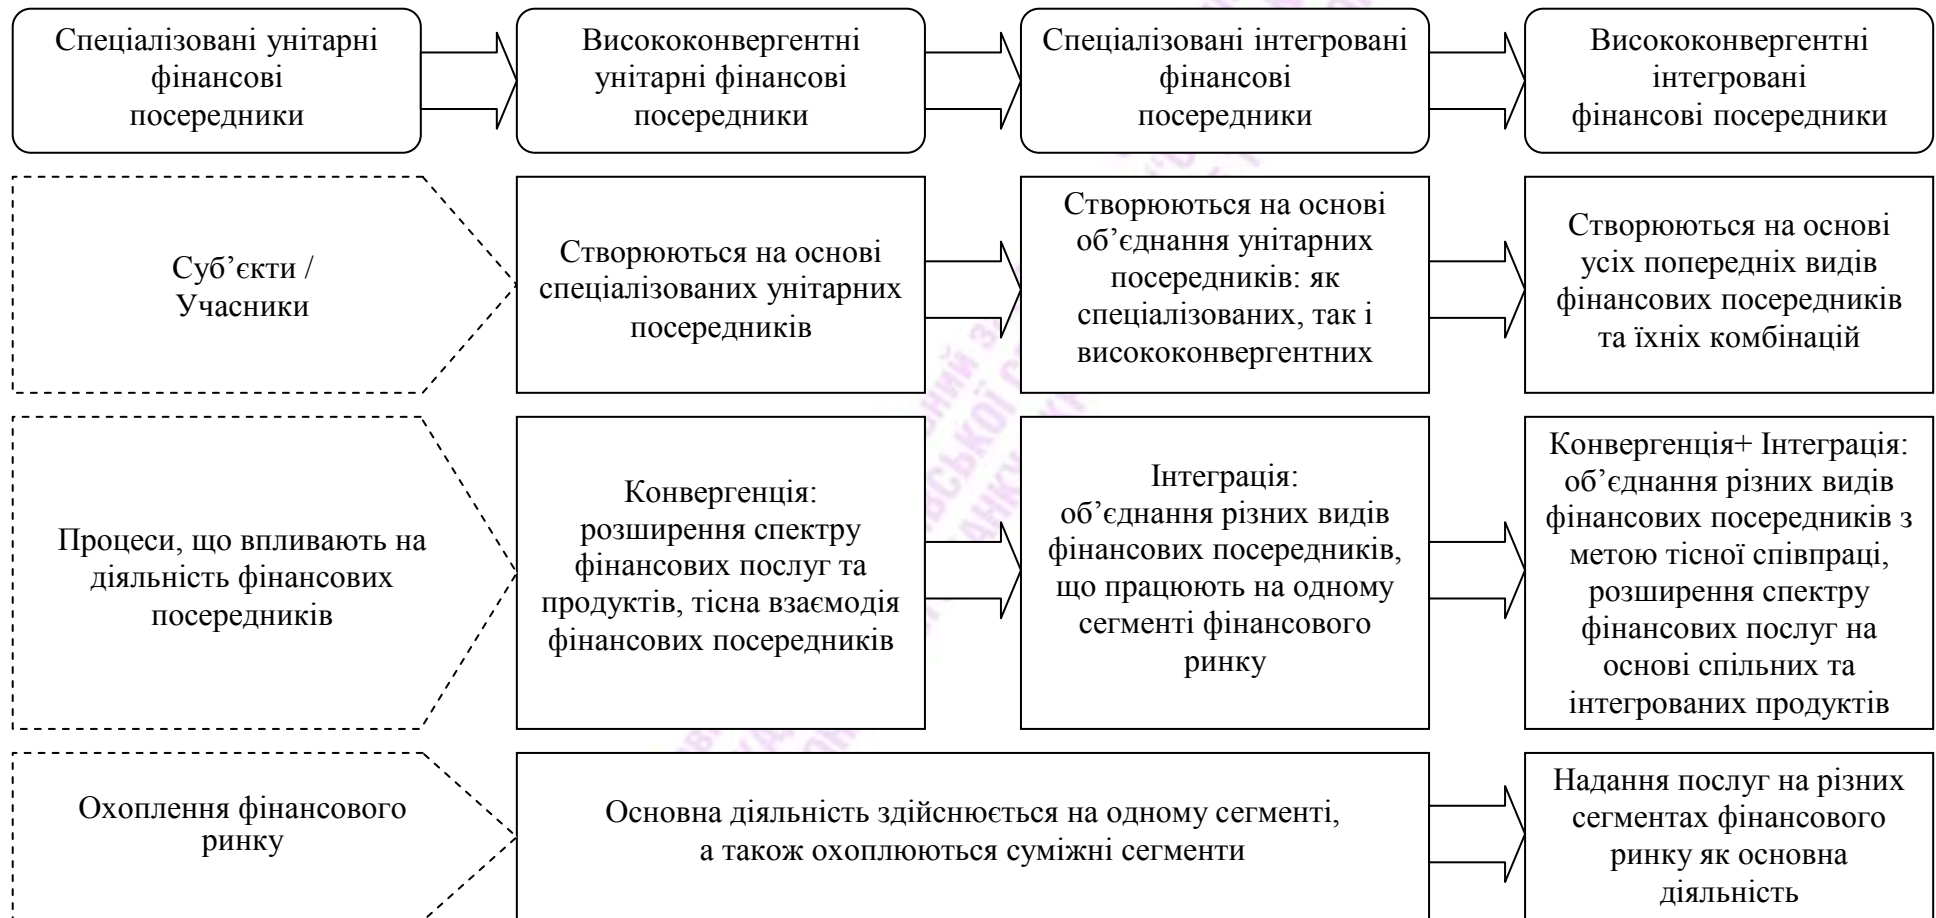 Спеціалізовані унітарні
фінансові
посередники
Висококонвергентні
унітарні фінансові
посередники
Спеціалізовані інтегровані
фінансові
посередники
Висококонвергентні
інтегровані
фінансові посередники
Суб’єкти /
Учасники
Створюються на основі
спеціалізованих унітарних
посередників
Створюються на основі
об’єднання унітарних
посередників: як
спеціалізованих, так і
висококонвергентних
Створюються на основі
усіх попередніх видів
фінансових посередників
та їхніх комбінацій
Процеси, що впливають на
діяльність фінансових
посередників
Конвергенція:
розширення спектру
фінансових послуг та
продуктів, тісна взаємодія
фінансових посередників
Інтеграція:
об’єднання різних видів
фінансових посередників,
що працюють на одному
сегменті фінансового
ринку
Конвергенція+ Інтеграція:
об’єднання різних видів
фінансових посередників з
метою тісної співпраці,
розширення спектру
фінансових послуг на
основі спільних та
інтегрованих продуктів
Охоплення фінансового
ринку
Основна діяльність здійснюється на одному сегменті,
а також охоплюються суміжні сегменти
Надання послуг на різних
сегментах фінансового
ринку як основна
діяльність